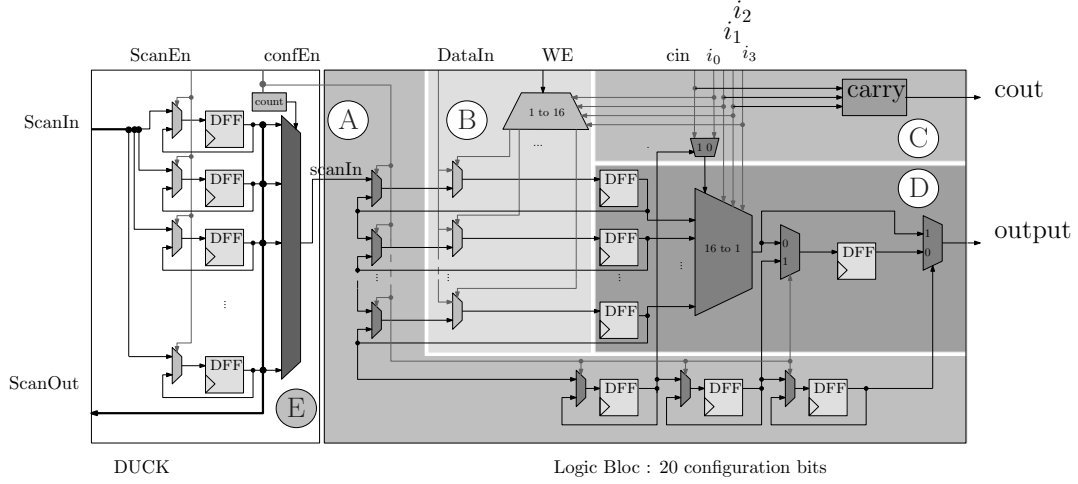 i2
i1
ScanEn confEn DataIn WE cin i0 i3
ScanIn
count
DFF
A
B
1 to 16
carry
cout
C
...
1 0
scanIn
DFF
DFF
D
DFF
DFF
16 to 1
0
1
DFF
1
0
output
...
...
...
...
DFF
DFF
ScanOut
E
DFF
DFF
DFF
DUCK
Logic Bloc : 20 configuration bits